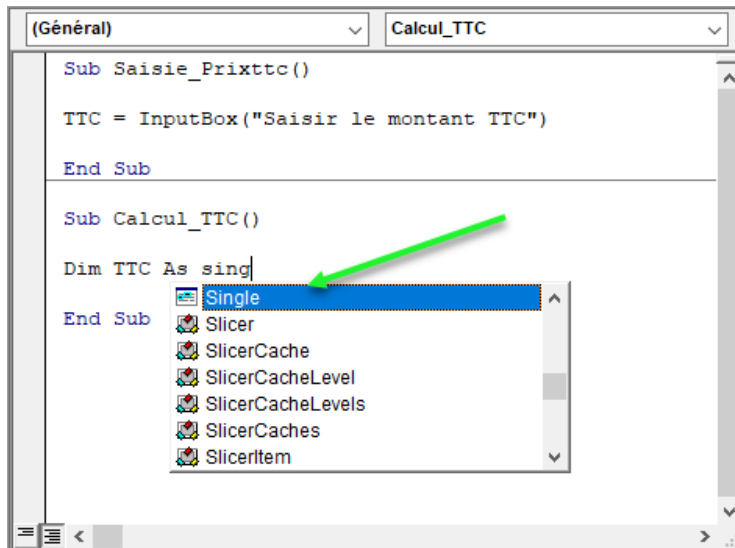 (Général) Calcul_TTC
Sub Saisie_Prixttc()
TTC = InputBox("Saisir le montant TTC")
End Sub
Sub Calcul_TTC()
Dim TTC As sing
Single
End Sub
Slicer
SlicerCache
SlicerCacheLevel
SlicerCacheLevels
SlicerCaches
SlicerItem